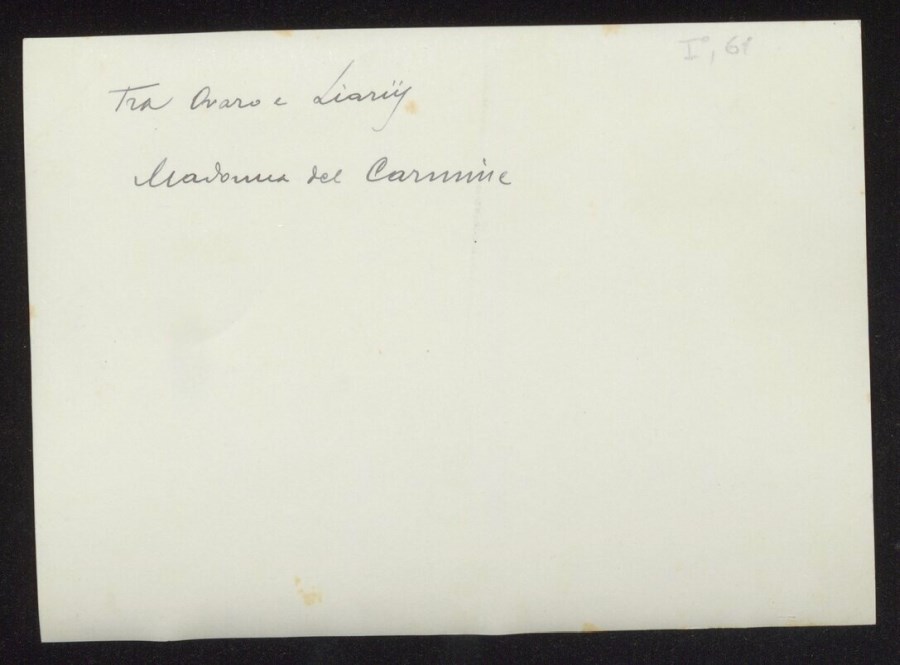 I°, 61
Tra Ovaro e Liariis
Madonna del Carmine